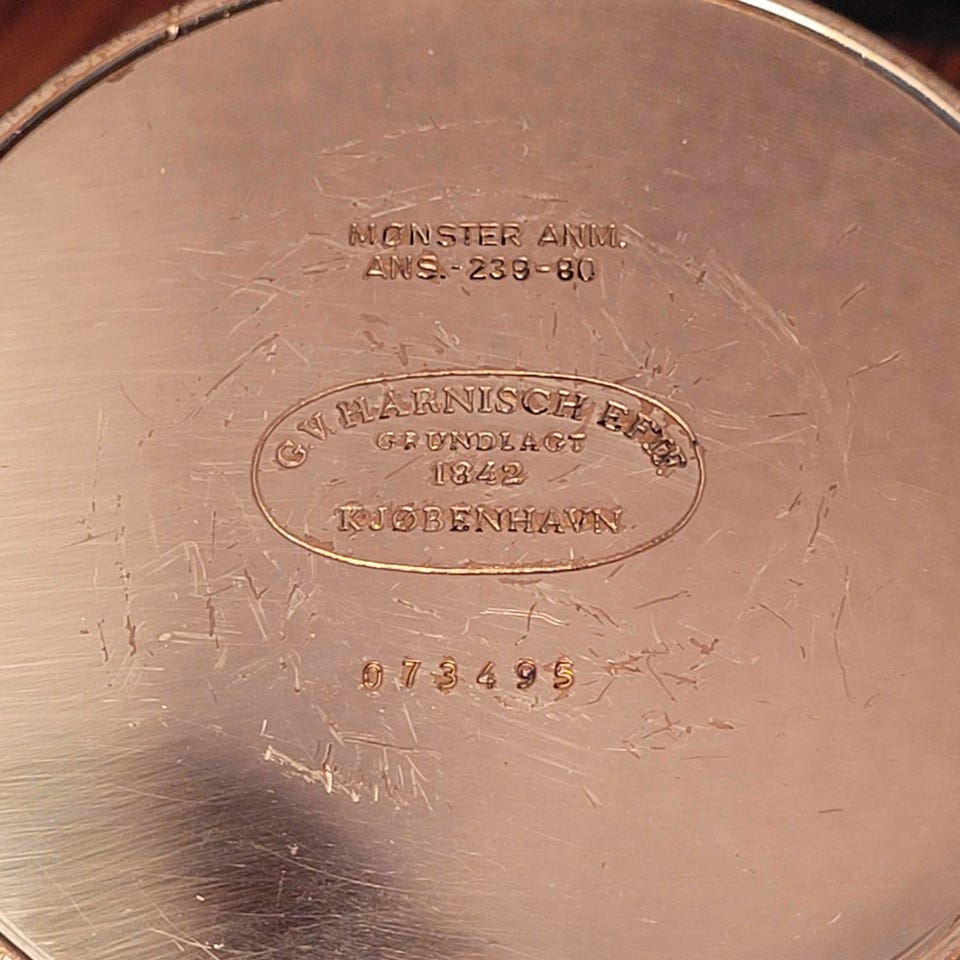 MØNSTER ANM.
ANS.-239-80
G.V. HARNISCH EFTF.
GRUNDLAGT
1842
KJØBENHAVN
073495